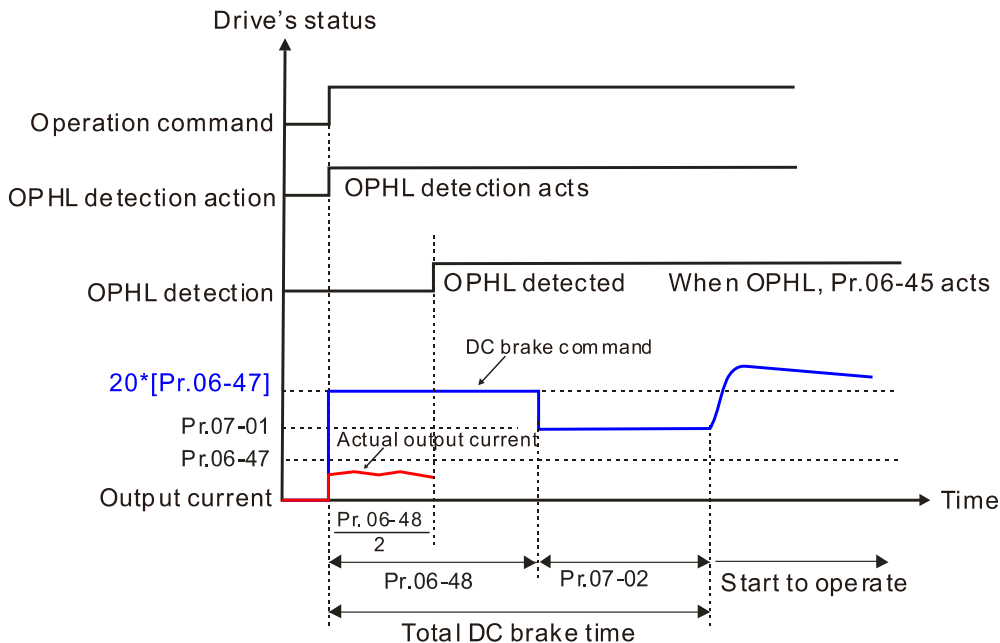 Drive's status
Operation command
OPHL detection action
OPHL detection acts
OPHL detection
OPHL detected
When OPHL, Pr.06-45 acts
DC brake command
20*[Pr.06-47]
Pr.07-01
Actual output current
Pr.06-47
Output current
Time
Pr. 06-48
2
Pr.06-48
Pr.07-02
Start to operate
Total DC brake time